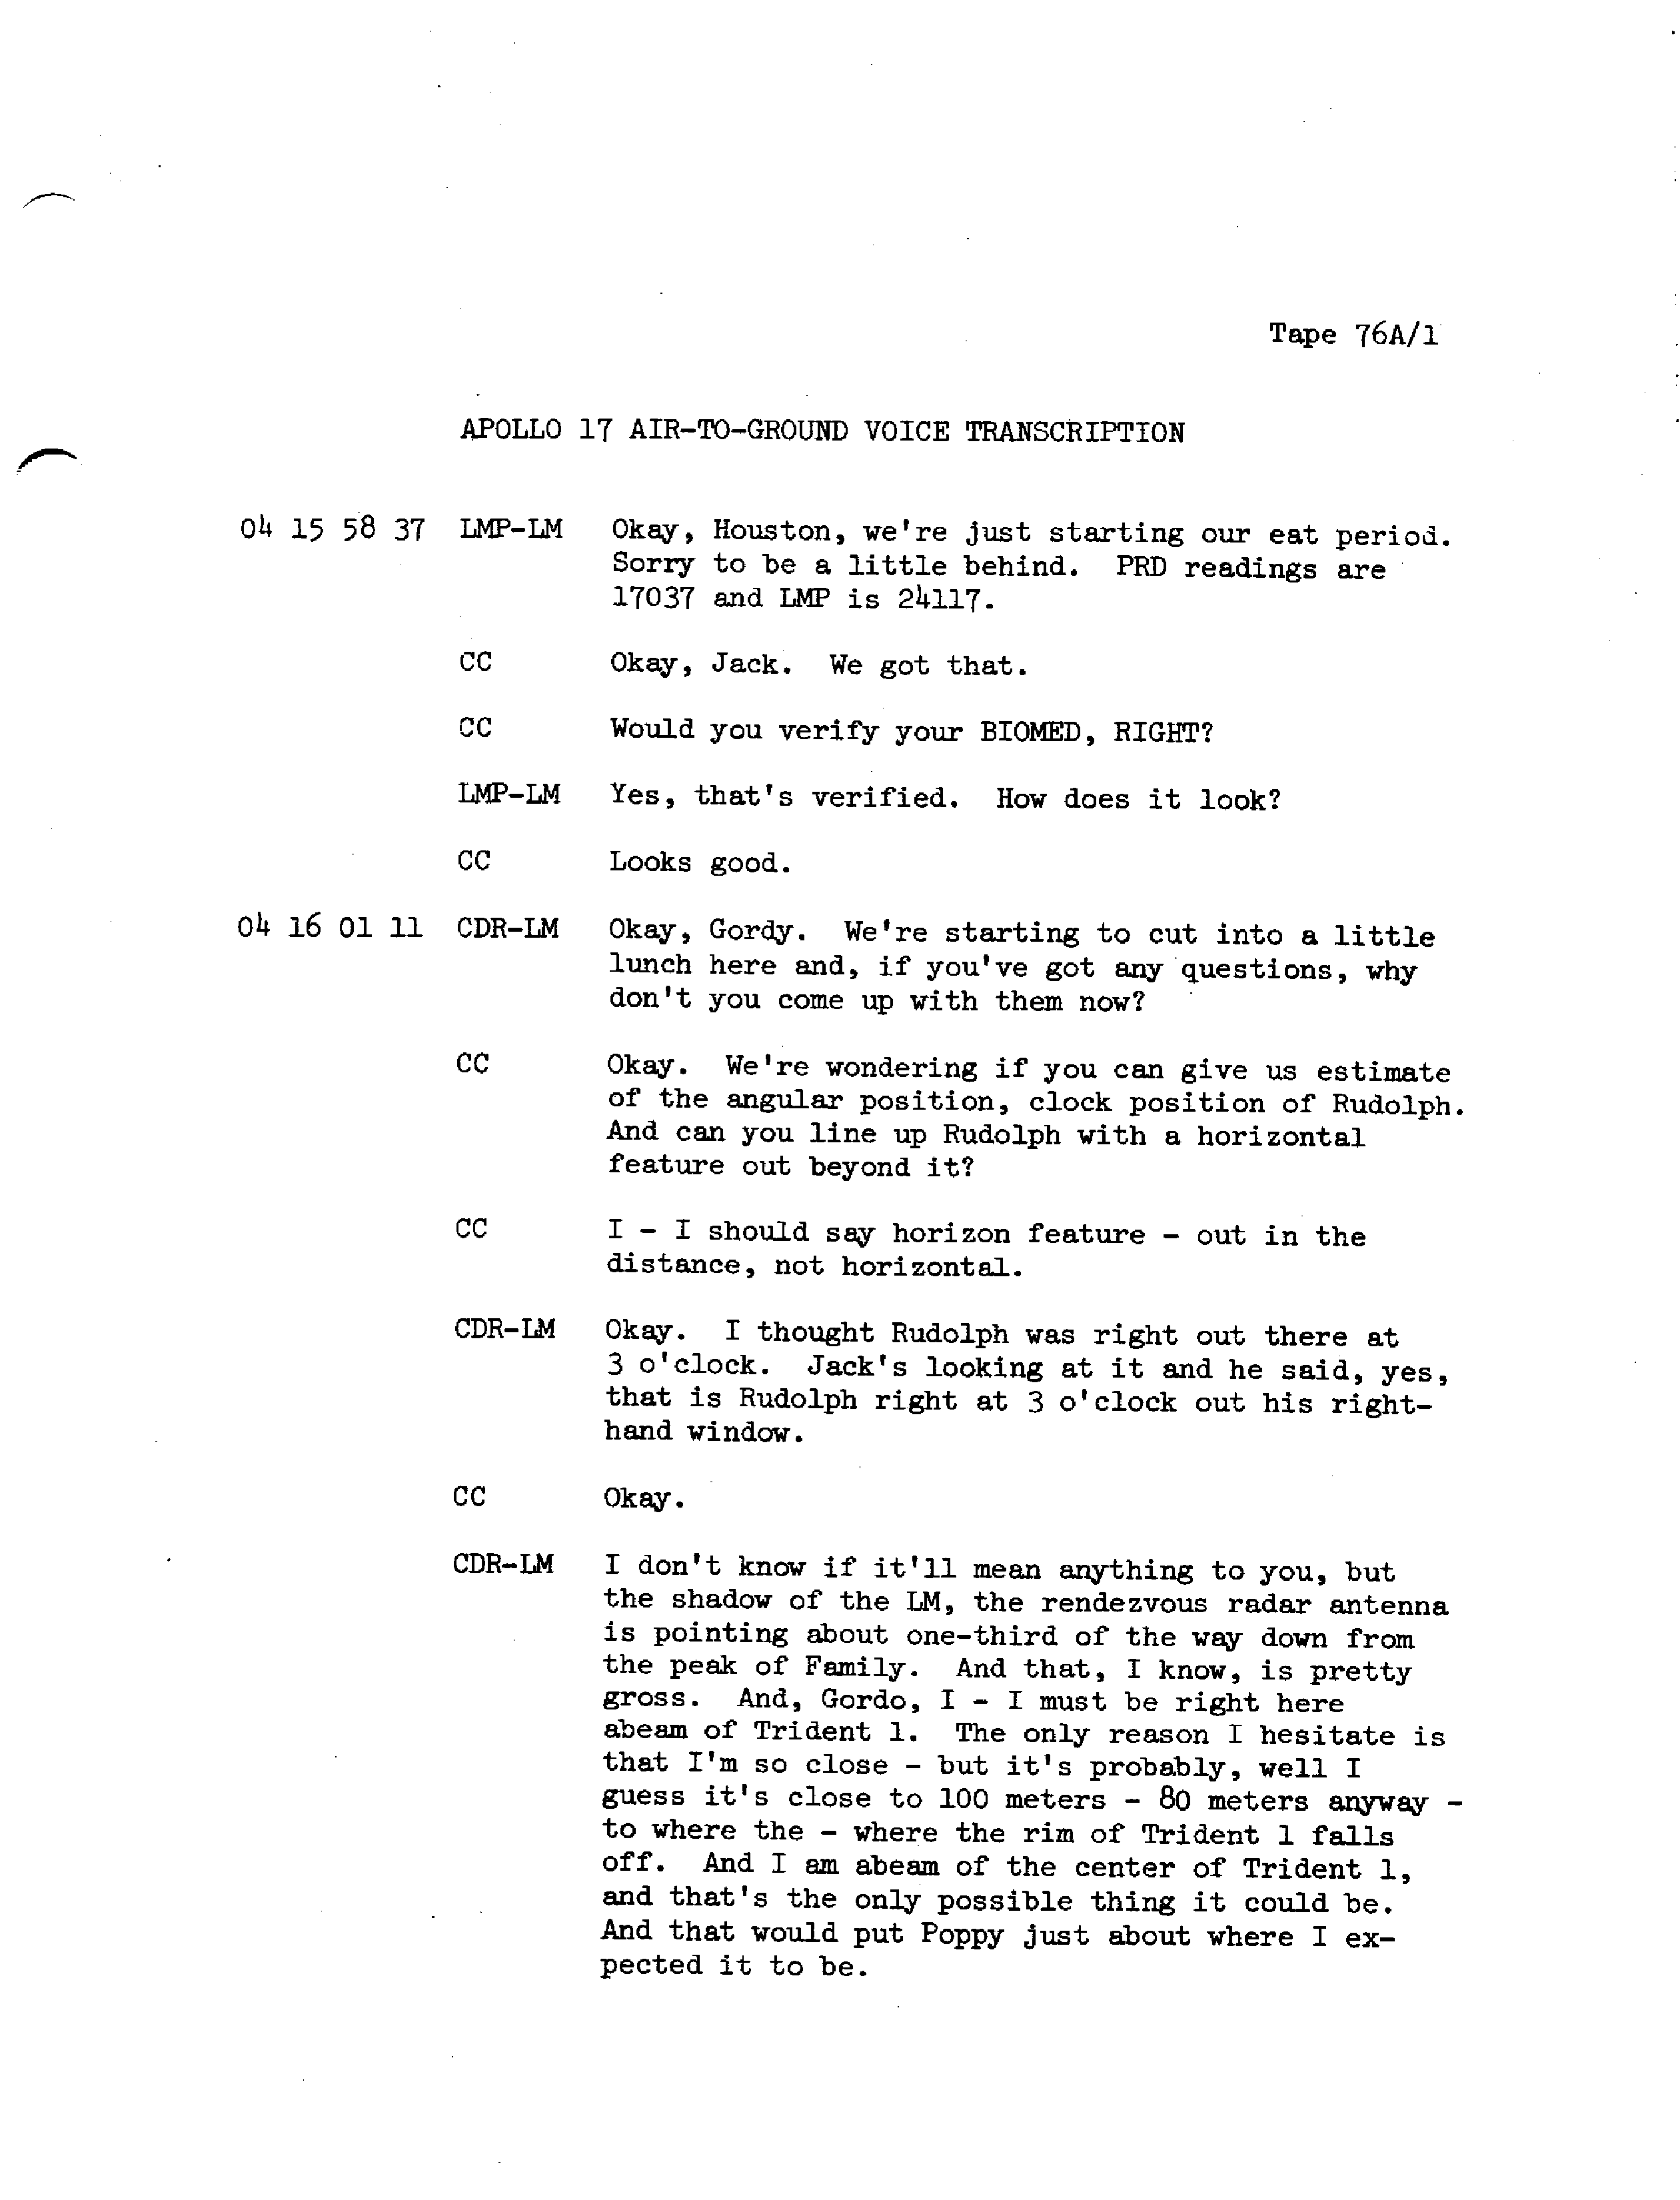 Tape 76A/1
APOLLO 17 AIR-TO-GROUND VOICE TRANSCRIPTION
04 15 58 37 LMP-LM Okay, Houston, we're just starting our eat period.
Sorry to be a little behind. PRD readings are
17037 and LMP is 24117.
CC Okay, Jack. We got that.
CC Would you verify your BIOMED, RIGHT?
LMP-LM Yes, that's verified. How does it look?
CC Looks good.
04 16 01 11 CDR-LM Okay, Gordy. We're starting to cut into a little
lunch here and, if you've got any questions, why
don't you come up with them now?
CC Okay. We're wondering if you can give us estimate
of the angular position, clock position of Rudolph.
And can you line up Rudolph with a horizontal
feature out beyond it?
CC I - I should say horizon feature - out in the
distance, not horizontal.
CDR-LM Okay. I thought Rudolph was right out there at
3 o'clock. Jack's looking at it and he said, yes,
that is Rudolph right at 3 o'clock out his right-
hand window.
CC Okay.
CDR-LM I don't know if it'll mean anything to you, but
the shadow of the LM, the rendezvous radar antenna
is pointing about one-third of the way down from
the peak of Family. And that, I know, is pretty
gross. And, Gordo, I - I must be right here
abeam of Trident 1. The only reason I hesitate is
that I'm so close - but it's probably, well I
guess it's close to 100 meters - 80 meters anyway -
to where the - where the rim of Trident 1 falls
off. And I am abeam of the center of Trident 1,
and that's the only possible thing it could be.
And that would put Poppy just about where I ex-
pected it to be.